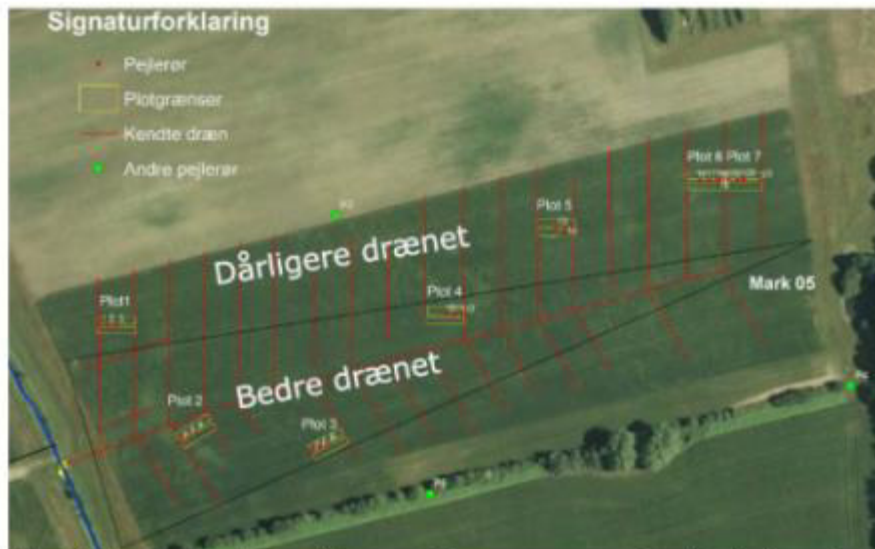 Signaturforklaring
Pejlerør
Plotgrænser
Kendte dræn
Andre pejlerør
Plot 6 Plot 7
Plot 5
Dårligere drænet
Plot1
Plot 4
Mark 05
Bedre drænet
Plot 2
Plot 3